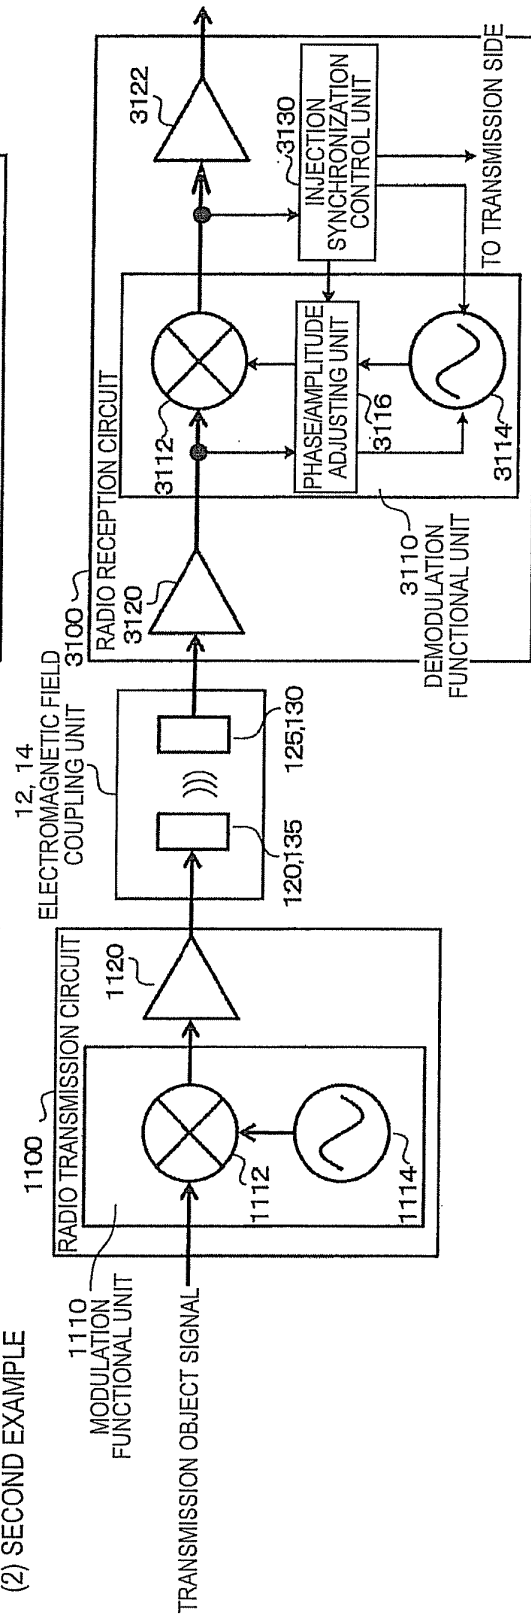 (2) SECOND EXAMPLE
TRANSMISSION OBJECT SIGNAL
1110
MODULATION
FUNCTIONAL UNIT
1100
RADIO TRANSMISSION CIRCUIT
1112
1114
1120
12, 14
ELECTROMAGNETIC FIELD
COUPLING UNIT
120,135
125,130
3100
RADIO RECEPTION CIRCUIT
3120
3112
PHASE/AMPLITUDE
ADJUSTING UNIT
3116
3114
3110
DEMODULATION
FUNCTIONAL UNIT
3122
3130
INJECTION
SYNCHRONIZATION
CONTROL UNIT
TO TRANSMISSION SIDE